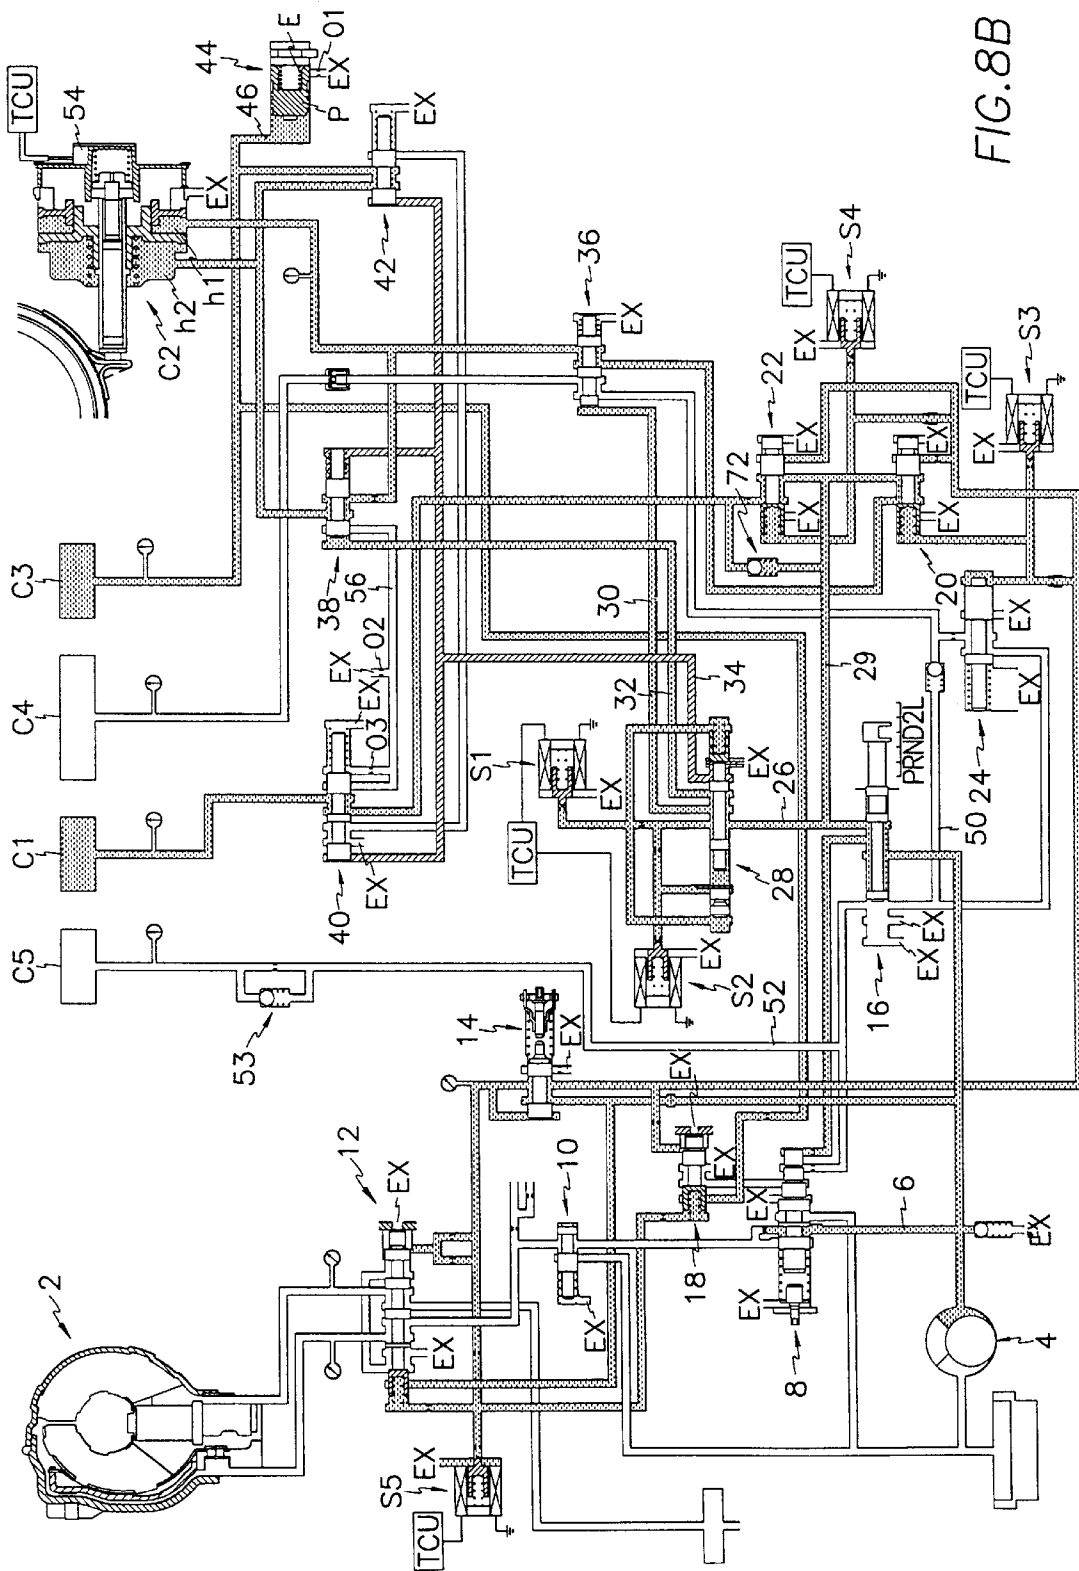 2
C5
C1
C4
C3
TCU
54
EX
C2
h2
h1
44
46
E
01
EX
P
53
12
EX
EX
40
EX
03
EX
02
EX
38
56
42
EX
TCU
S5
EX
14
EX
TCU
S1
EX
36
EX
10
EX
S2
EX
28
EX
32
30
34
18
EX
EX
52
26
29
72
22
EX
EX
TCU
S4
EX
8
EX
EX
6
16
EX
EX
PRND2L
50
24
EX
EX
20
EX
EX
TCU
S3
EX
4
EX
FIG.8B